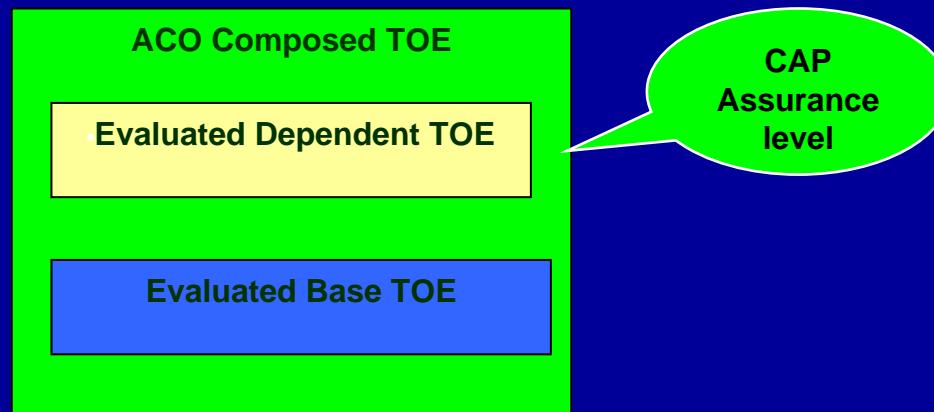 ACO Composed TOE
CAP
Assurance
level
•Evaluated Dependent TOE
Evaluated Base TOE